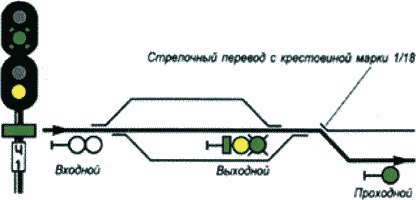 Стрелочный перевод с крестовиной марки 1/18
Ч
1
Входной
Выходной
Проходной